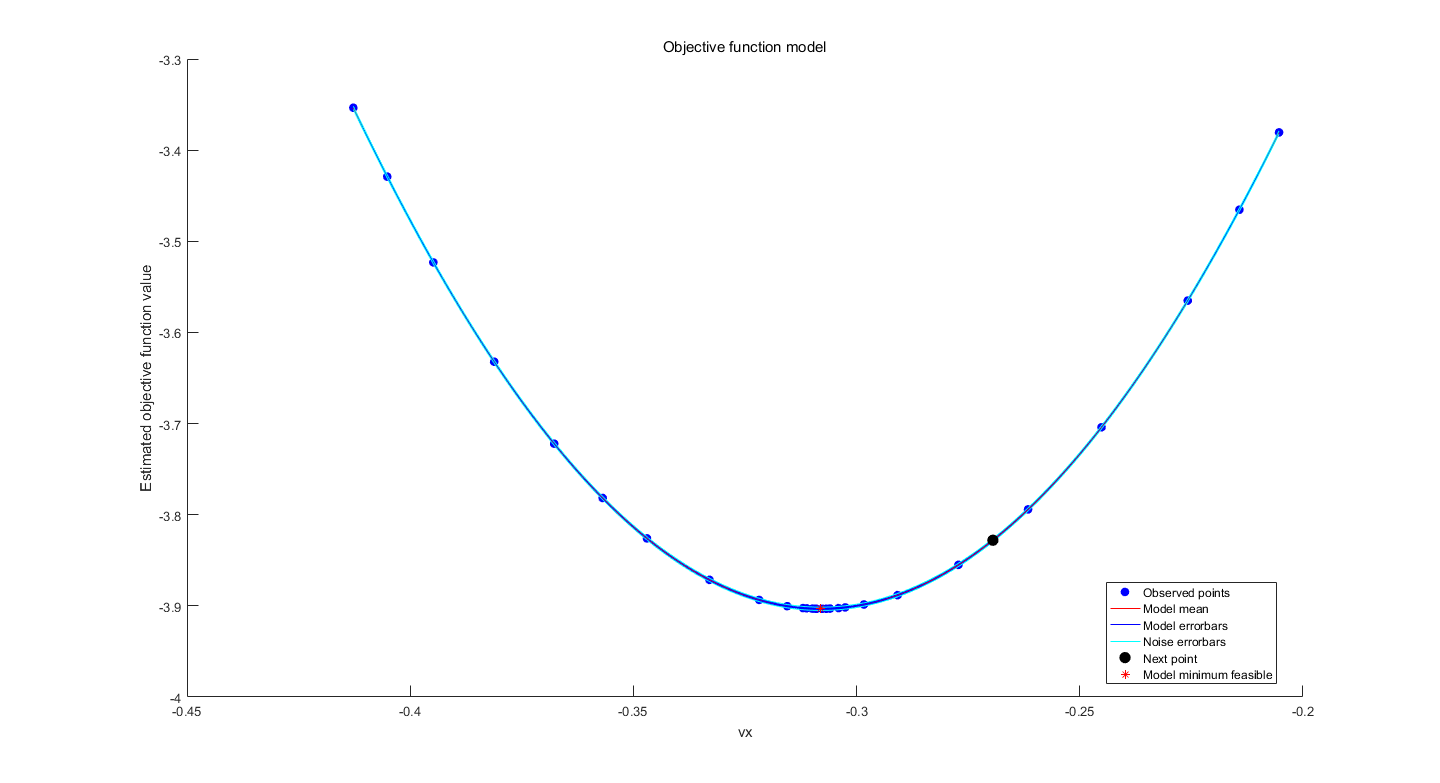 Objective function model
Estimated objective function value
-3.3
-3.4
-3.5
-3.6
-3.7
-3.8
-3.9
-4
-0.45
-0.4
-0.35
-0.3
-0.25
-0.2
vx
Observed points
Model mean
Model errorbars
Noise errorbars
Next point
Model minimum feasible